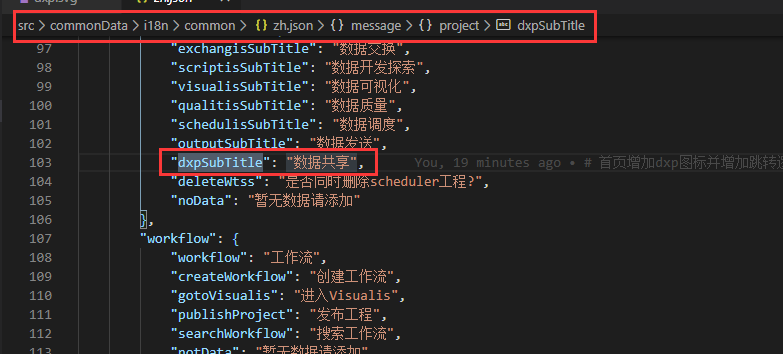 src > commonData > i18n > common > {} zh.json > {} message > {} project > abc dxpSubTitle
97 "exchangisSubTitle": "数据交换",
98 "scriptisSubTitle": "数据开发探索",
99 "visualisSubTitle": "数据可视化",
100 "qualitisSubTitle": "数据质量",
101 "schedulisSubTitle": "数据调度",
102 "outputSubTitle": "数据发送",
103 "dxpSubTitle": "数据共享", You, 19 minutes ago • # 首页增加dxp图标并增加跳转
104 "deleteWtss": "是否同时删除scheduler工程?",
105 "noData": "暂无数据请添加"
106 },
107 "workflow": {
108 "workflow": "工作流",
109 "createWorkflow": "创建工作流",
110 "gotoVisualis": "进入Visualis",
111 "publishProject": "发布工程",
112 "searchWorkflow": "搜索工作流",
113 "notData": "暂无数据请添加"